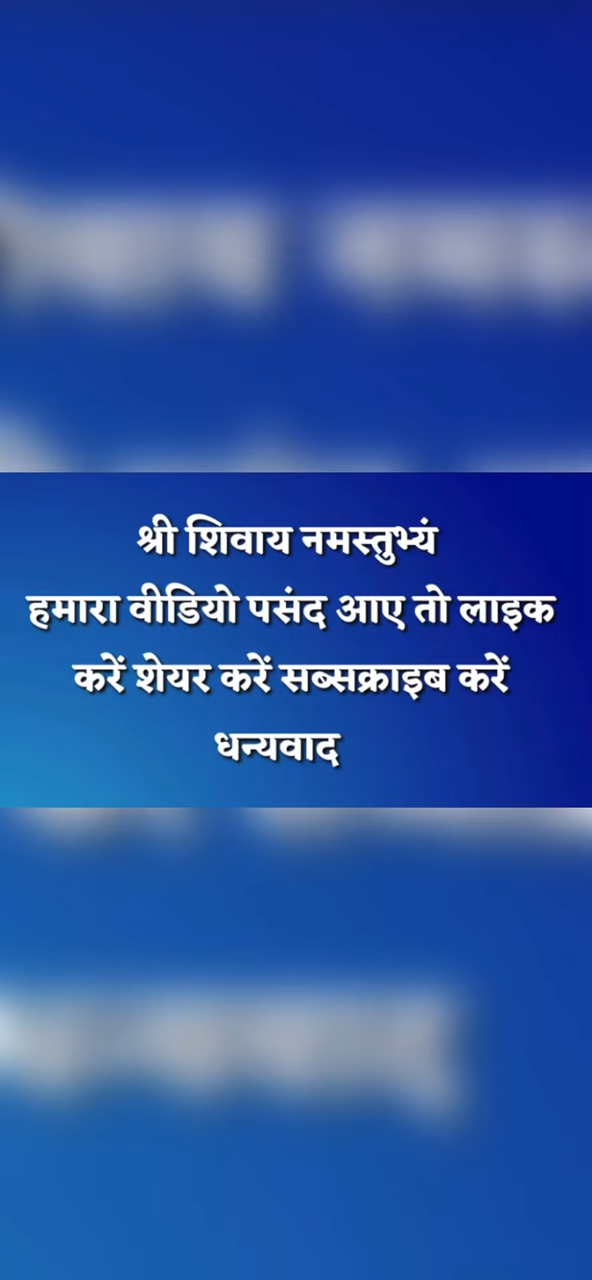 श्री शिवाय नमस्तुभ्यं
हमारा वीडियो पसंद आए तो लाइक
करें शेयर करें सब्सक्राइब करें
धन्यवाद